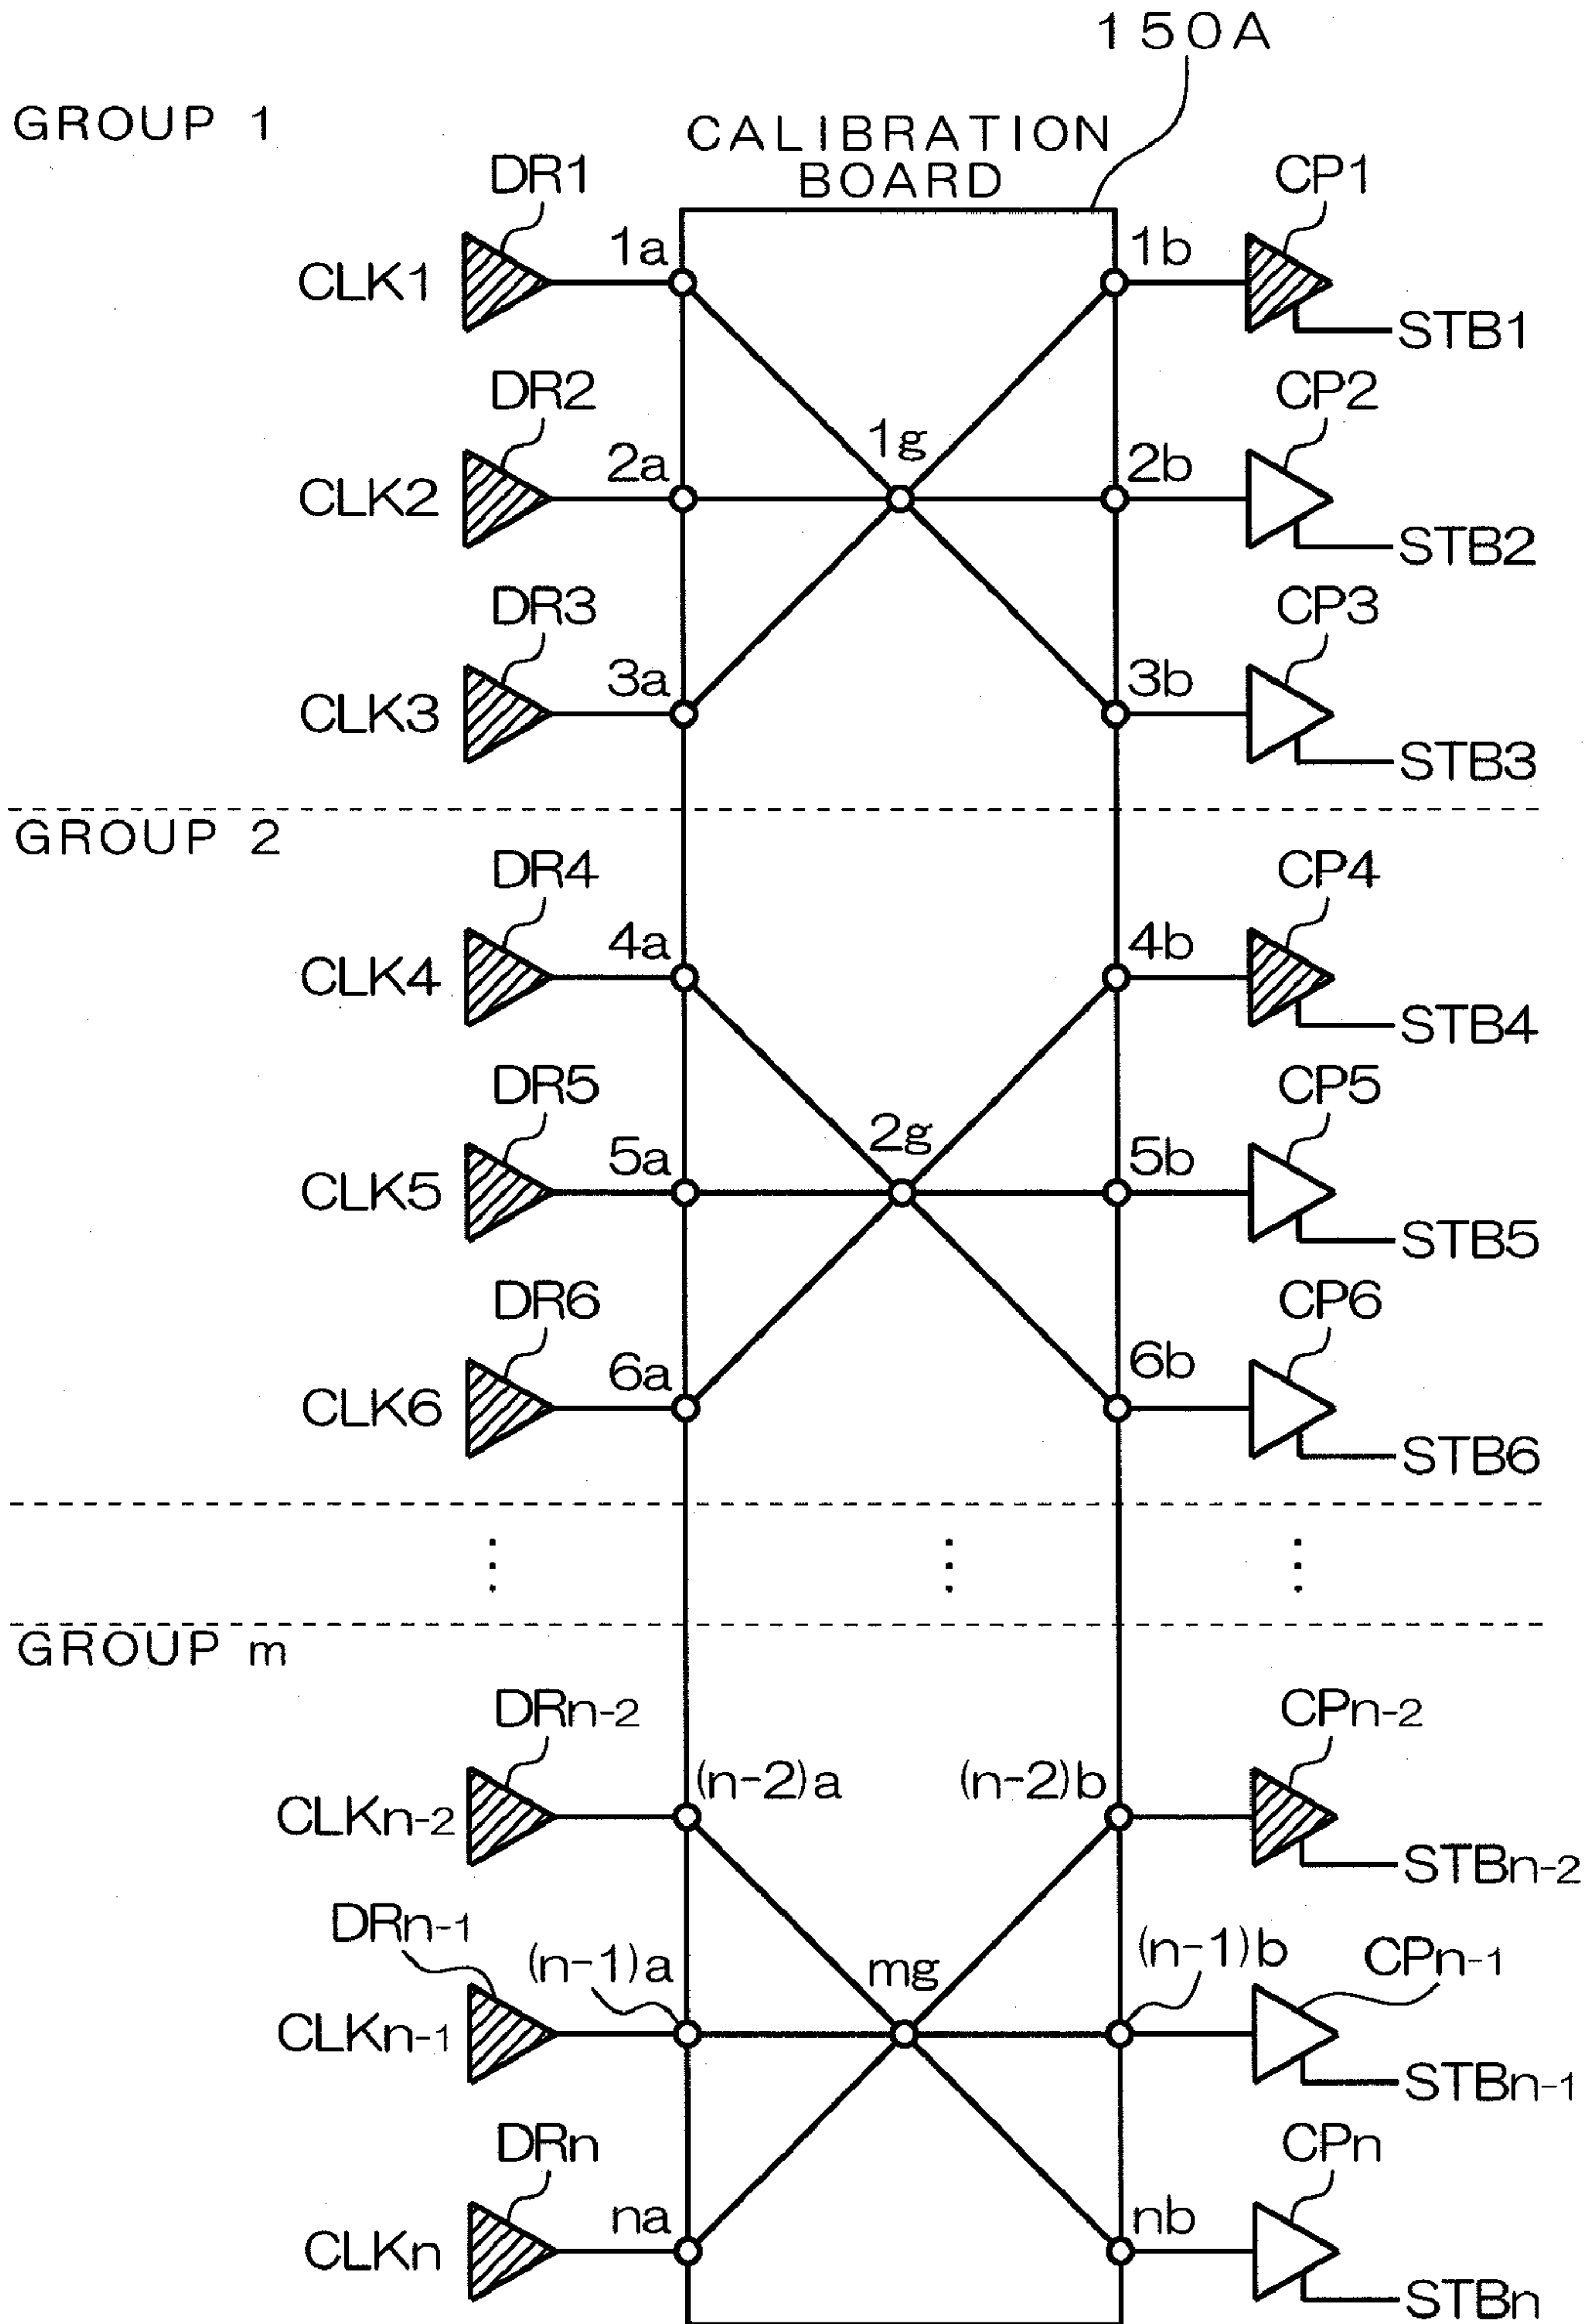 150A
GROUP 1
CALIBRATION
BOARD
DR1
CP1
1a
1b
CLK1
STB1
DR2
CP2
1g
2a
2b
CLK2
STB2
DR3
CP3
3a
3b
CLK3
STB3
GROUP 2
DR4
CP4
4a
4b
CLK4
STB4
DR5
CP5
2g
5a
5b
CLK5
STB5
DR6
CP6
6a
6b
CLK6
STB6
GROUP m
DRn-2
CPn-2
(n-2)a
(n-2)b
CLKn-2
STBn-2
DRn-1
(n-1)a
mg
(n-1)b
CPn-1
CLKn-1
STBn-1
DRn
CPn
na
nb
CLKn
STBn